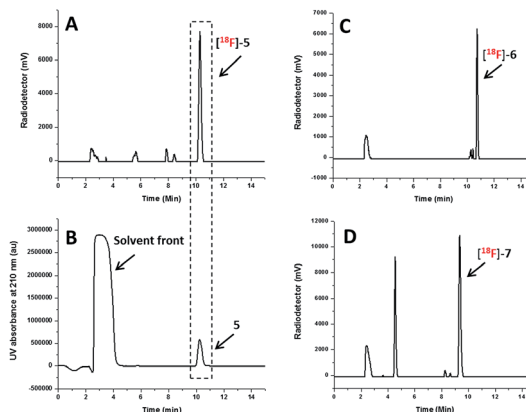 A
[18F]-5
Radiodetector (mV)
8000
6000
4000
2000
0
0 2 4 6 8 10 12 14
Time (Min)
B
Solvent front
5
UV absorbance at 210 nm (au)
3000000
2500000
2000000
1500000
1000000
500000
0
-500000
0 2 4 6 8 10 12 14
Time (Min)
C
[18F]-6
Radiodetector (mV)
7000
6000
5000
4000
3000
2000
1000
0
-1000
0 2 4 6 8 10 12 14
Time (Min)
D
[18F]-7
Radiodetector (mV)
12000
10000
8000
6000
4000
2000
0
0 2 4 6 8 10 12 14
Time (Min)